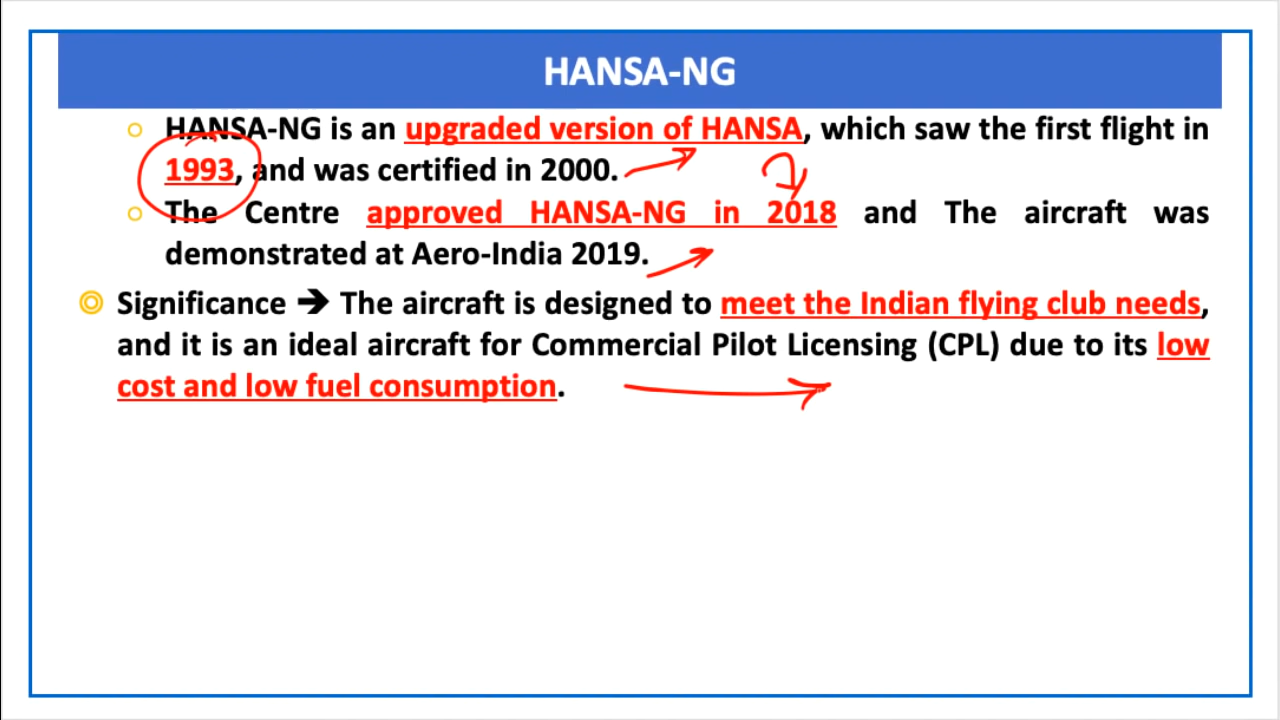 HANSA-NG
HANSA-NG is an upgraded version of HANSA, which saw the first flight in
1993, and was certified in 2000.
The Centre approved HANSA-NG in 2018 and The aircraft was
demonstrated at Aero-India 2019.
Significance ➔ The aircraft is designed to meet the Indian flying club needs,
and it is an ideal aircraft for Commercial Pilot Licensing (CPL) due to its low
cost and low fuel consumption.